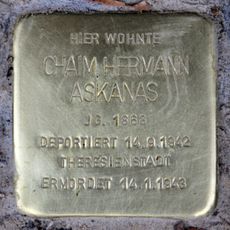 HIER WOHNTE
CHAIM HERMANN
ASKANAS
JG. 1868
DEPORTIERT 14.9.1942
THERESIENSTADT
ERMORDET 14.1.1943